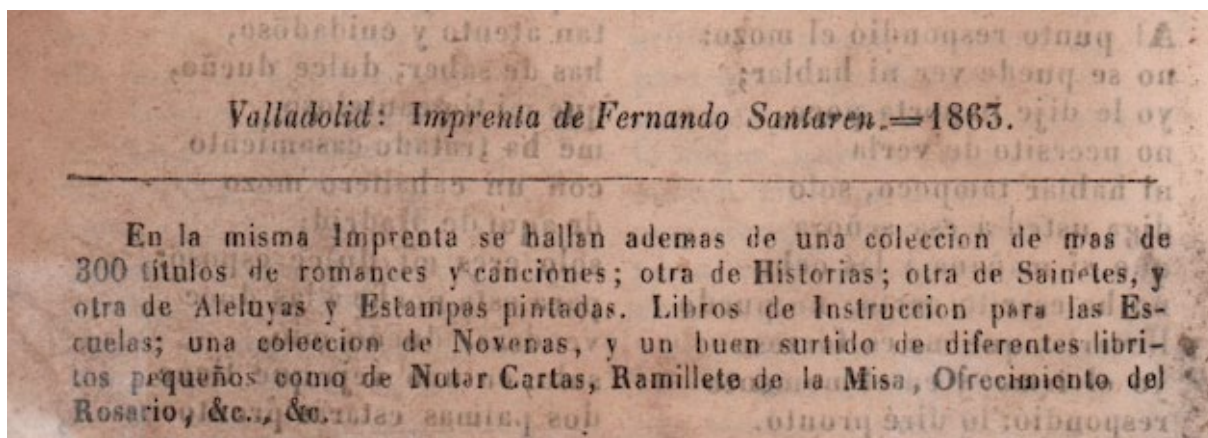 Valladolid: Imprenta de Fernando Santaren.=1863.
En la misma Imprenta se hallan ademas de una coleccion de mas de
300 titulos de romances y canciones; otra de Historias; otra de Sainetes, y
otra de Aleluyas y Estampas pintadas. Libros de Instruccion para las Es-
cuelas; una coleccion de Novenas, y un buen surtido de diferentes libri-
tos pequeños como de Notar Cartas, Ramillete de la Misa, Ofrecimiento del
Rosario, &c., &c.